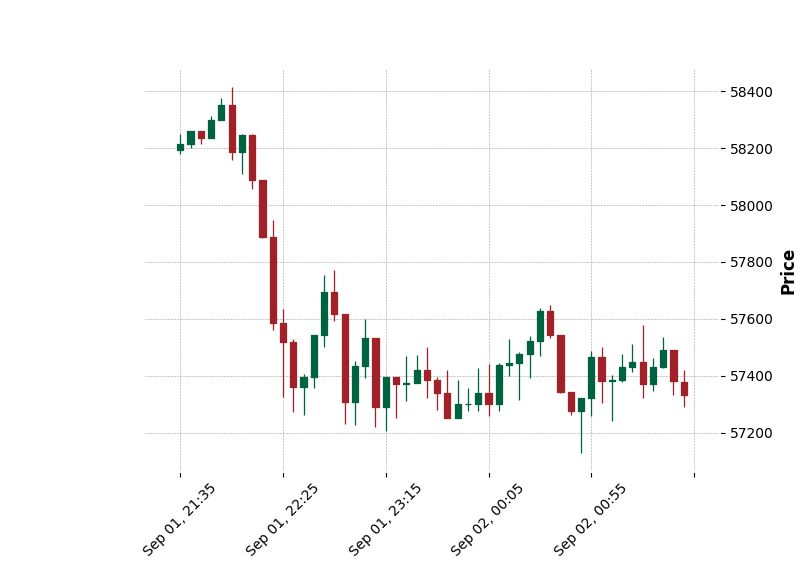 58400
58200
58000
57800
57600
57400
57200
Price
Sep 01, 21:35
Sep 01, 22:25
Sep 01, 23:15
Sep 02, 00:05
Sep 02, 00:55